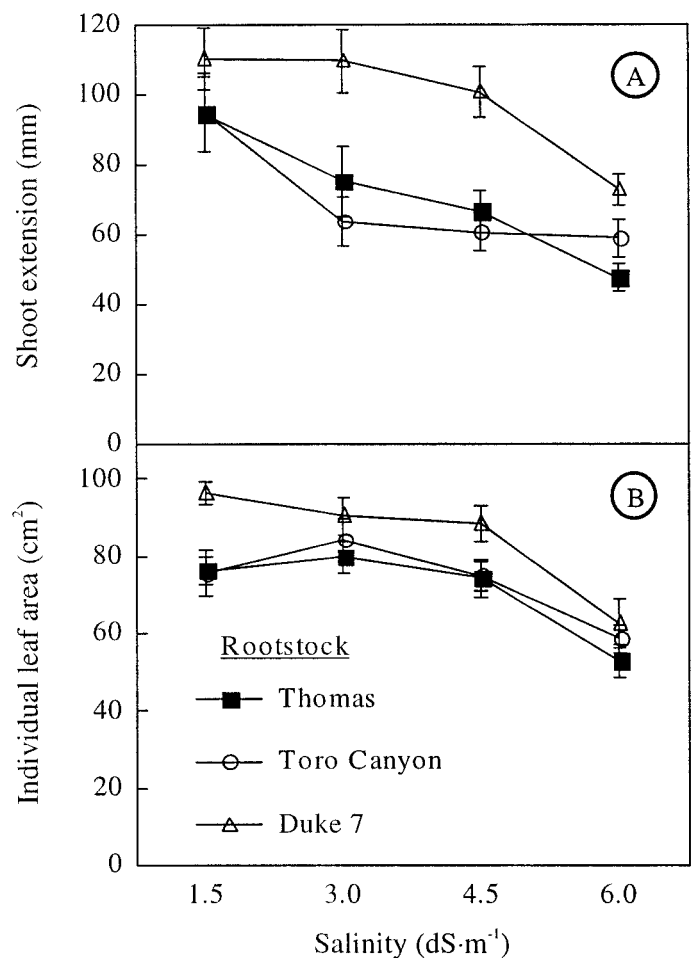 120
100
80
60
40
20
0
Shoot extension (mm)
A
100
80
60
40
20
0
Individual leaf area (cm²)
B
Rootstock
Thomas
Toro Canyon
Duke 7
1.5 3.0 4.5 6.0
Salinity (dS·m⁻¹)